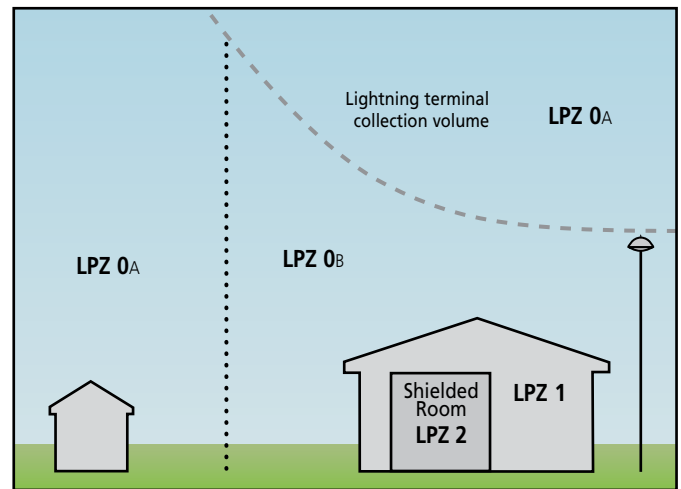 Lightning terminal
collection volume
LPZ 0A
LPZ 0A
LPZ 0B
Shielded
Room
LPZ 2
LPZ 1